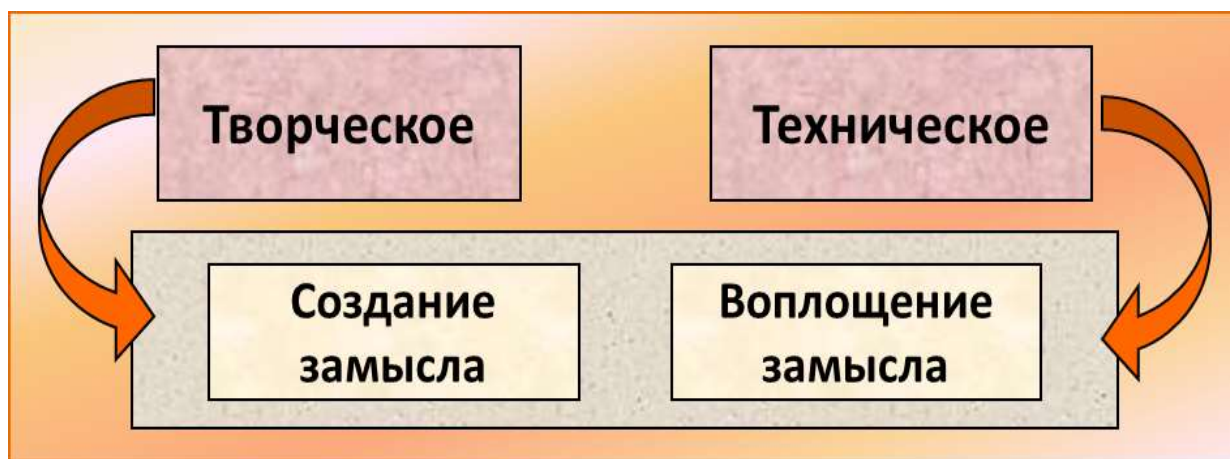 Творческое
Техническое
Создание
замысла
Воплощение
замысла